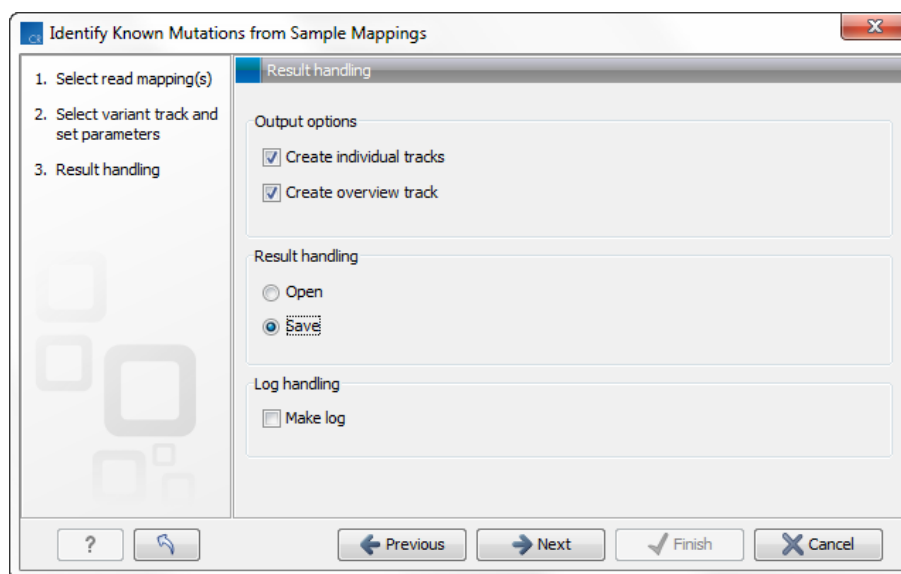 Identify Known Mutations from Sample Mappings
1. Select read mapping(s)
2. Select variant track and
set parameters
3. Result handling
Result handling
Output options
Create individual tracks
Create overview track
Result handling
Open
Save
Log handling
Make log
?
Previous
Next
Finish
Cancel